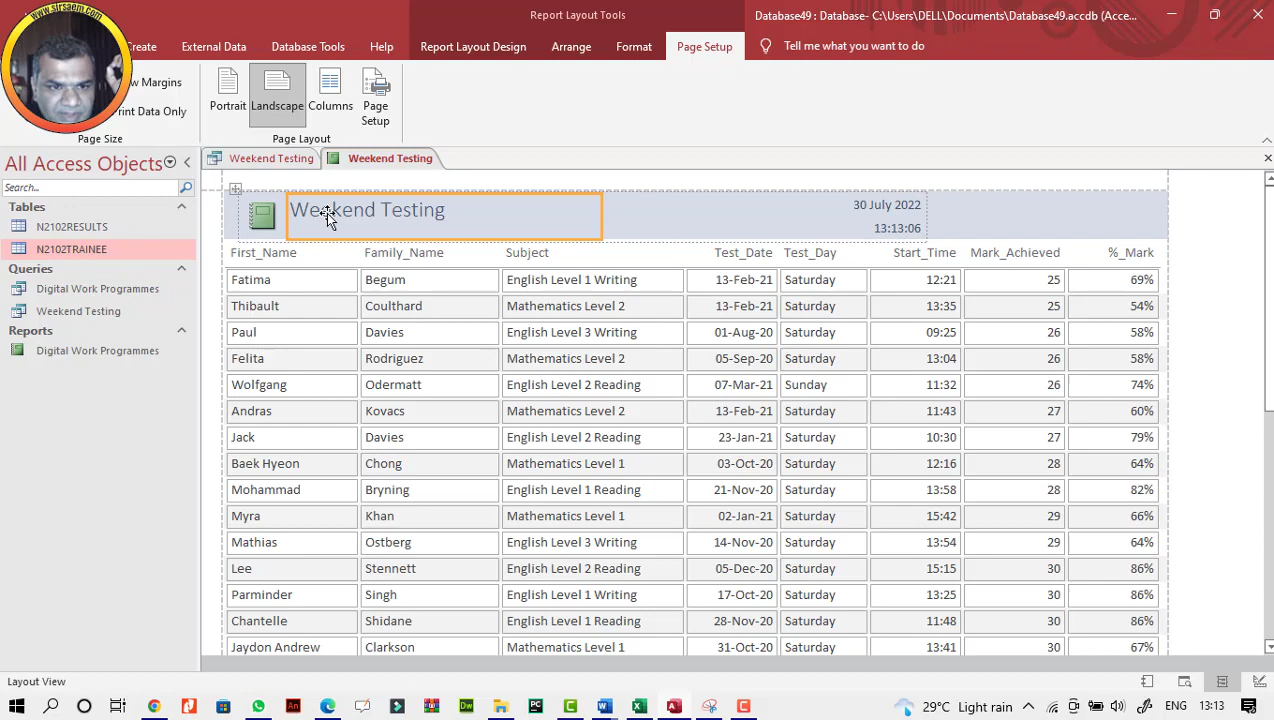 Report Layout Tools
Database49 : Database- C:\Users\DELL\Documents\Database49.accdb (Acce...
www.sirsaem.com
Create External Data Database Tools Help Report Layout Design Arrange Format Page Setup Tell me what you want to do
Margins
Print Data Only
Portrait Landscape Columns Page Setup
Page Size Page Layout
All Access Objects
Weekend Testing Weekend Testing
Search...
Tables
N2102RESULTS
N2102TRAINEE
Queries
Digital Work Programmes
Weekend Testing
Reports
Digital Work Programmes
Weekend Testing
30 July 2022
13:13:06
First_Name Family_Name Subject Test_Date Test_Day Start_Time Mark_Achieved %_Mark
Fatima Begum English Level 1 Writing 13-Feb-21 Saturday 12:21 25 69%
Thibault Coulthard Mathematics Level 2 13-Feb-21 Saturday 13:35 25 54%
Paul Davies English Level 3 Writing 01-Aug-20 Saturday 09:25 26 58%
Felita Rodriguez Mathematics Level 2 05-Sep-20 Saturday 13:04 26 58%
Wolfgang Odermatt English Level 2 Reading 07-Mar-21 Sunday 11:32 26 74%
Andras Kovacs Mathematics Level 2 13-Feb-21 Saturday 11:43 27 60%
Jack Davies English Level 2 Reading 23-Jan-21 Saturday 10:30 27 79%
Baek Hyeon Chong Mathematics Level 1 03-Oct-20 Saturday 12:16 28 64%
Mohammad Bryning English Level 1 Reading 21-Nov-20 Saturday 13:58 28 82%
Myra Khan Mathematics Level 1 02-Jan-21 Saturday 15:42 29 66%
Mathias Ostberg English Level 3 Writing 14-Nov-20 Saturday 13:54 29 64%
Lee Stennett English Level 2 Reading 05-Dec-20 Saturday 15:15 30 86%
Parminder Singh English Level 1 Writing 17-Oct-20 Saturday 13:25 30 86%
Chantelle Shidane English Level 1 Reading 28-Nov-20 Saturday 11:48 30 86%
Jaydon Andrew Clarkson Mathematics Level 1 31-Oct-20 Saturday 13:41 30 67%
Layout View
29°C Light rain ENG 13:13